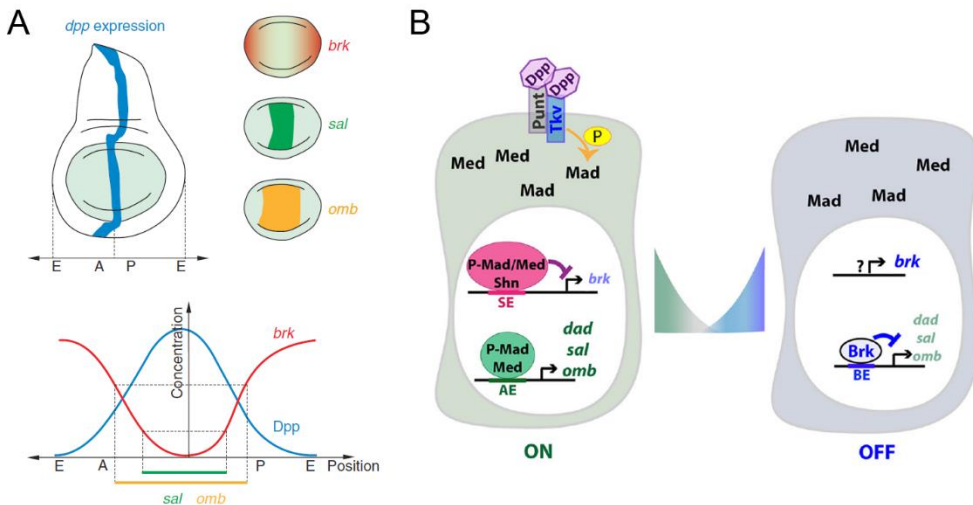 A
dpp expression
brk
sal
omb
E A P E
Concentration
brk
Dpp
E A P E Position
sal omb
B
Dpp
Dpp
Punt
Tkv
P
Med
Med
Mad
Mad
P-Mad/Med
Shn
brk
SE
P-Mad
Med
dad
sal
omb
AE
ON
Med
Med
Mad
Mad
? brk
Brk
dad
sal
omb
BE
OFF